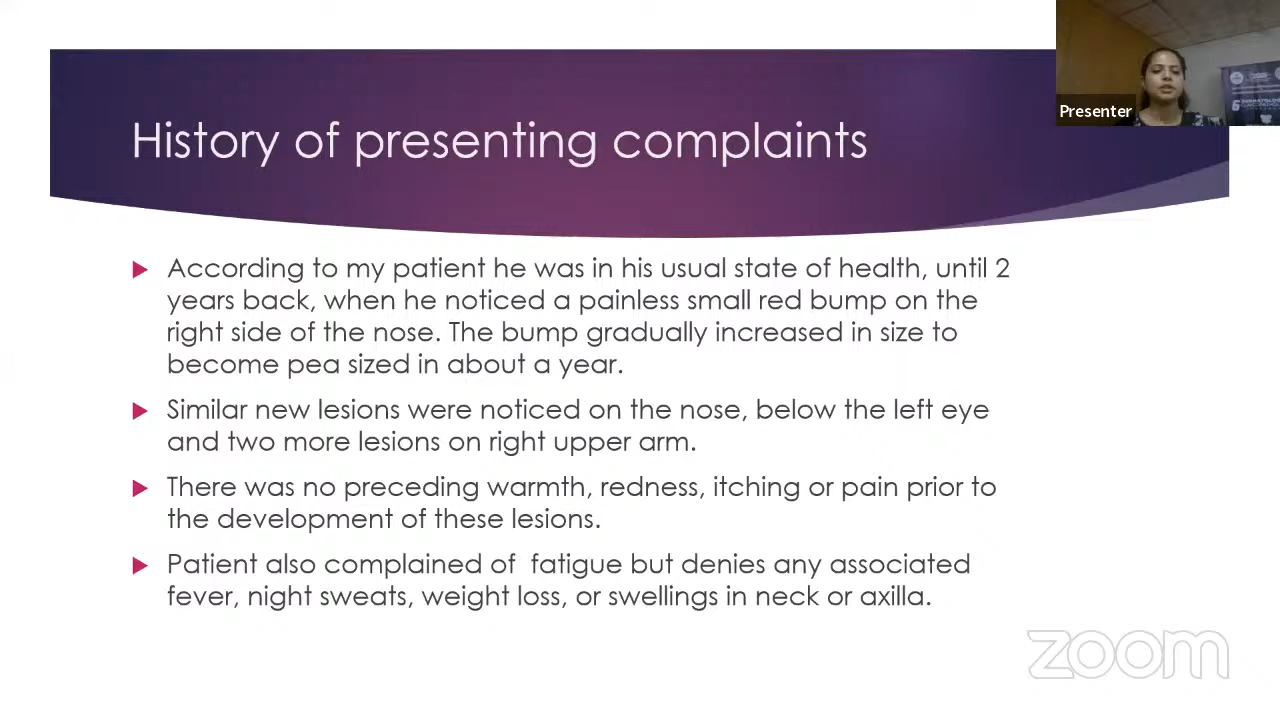 History of presenting complaints
Presenter
DERMATOLOG
According to my patient he was in his usual state of health, until 2
years back, when he noticed a painless small red bump on the
right side of the nose. The bump gradually increased in size to
become pea sized in about a year.
Similar new lesions were noticed on the nose, below the left eye
and two more lesions on right upper arm.
There was no preceding warmth, redness, itching or pain prior to
the development of these lesions.
Patient also complained of fatigue but denies any associated
fever, night sweats, weight loss, or swellings in neck or axilla.
zoom